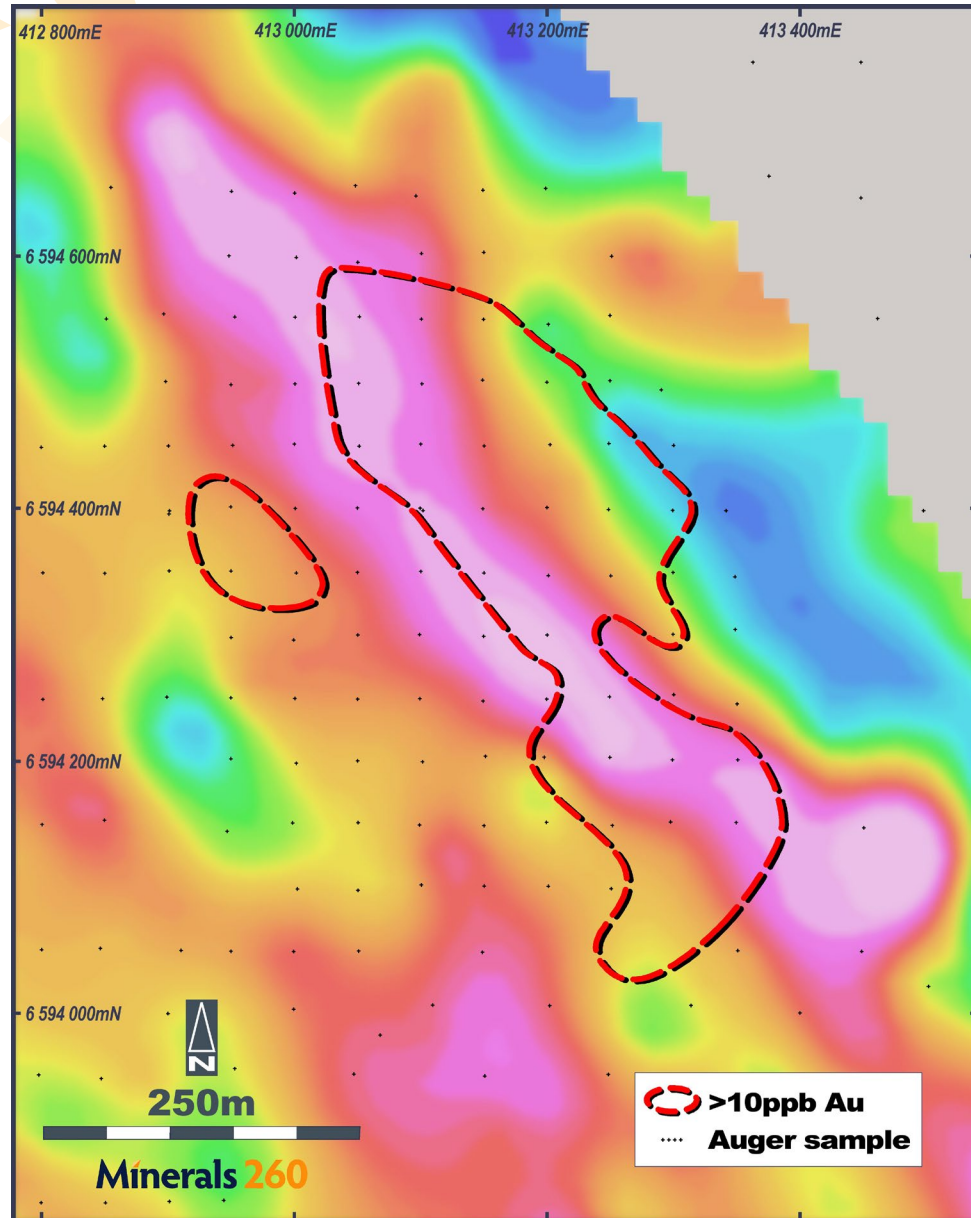 412 800mE
413 000mE
413 200mE
413 400mE
6 594 600mN
6 594 400mN
6 594 200mN
6 594 000mN
N
250m
Minerals 260
>10ppb Au
Auger sample